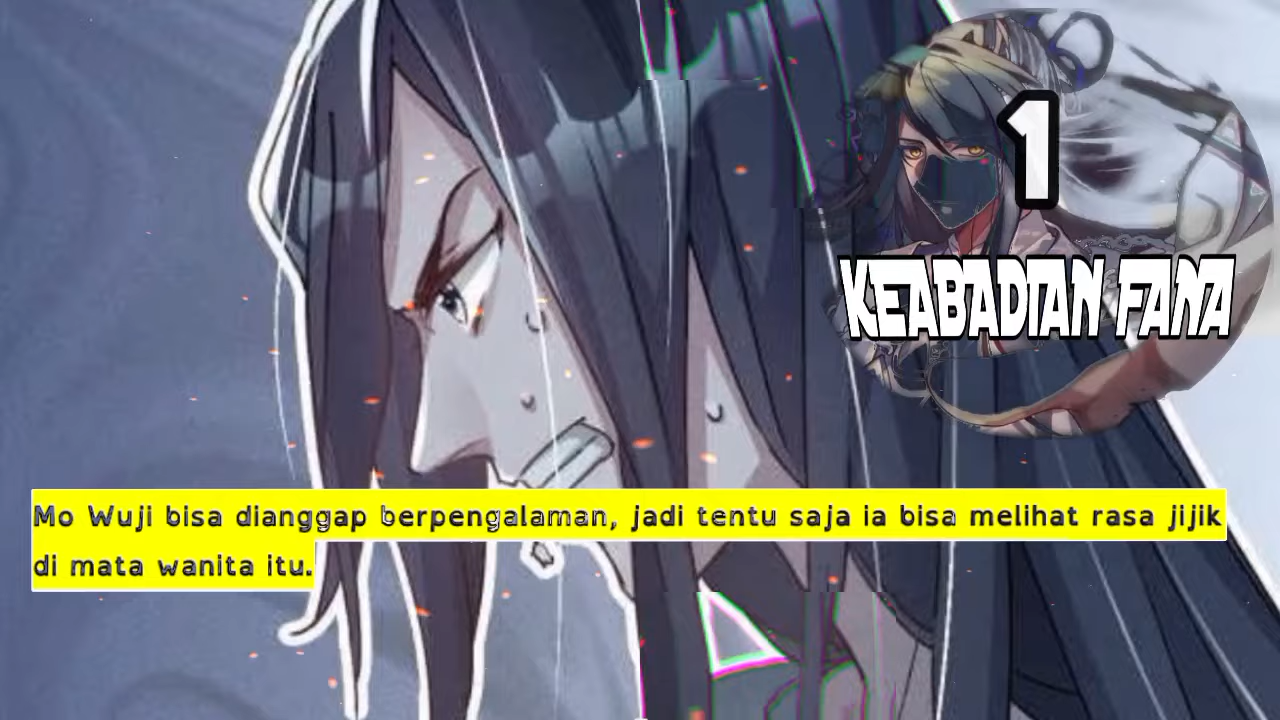 1
KEABADIAN FANA
Mo Wuji bisa dianggap berpengalaman, jadi tentu saja ia bisa melihat rasa jijik
di mata wanita itu.